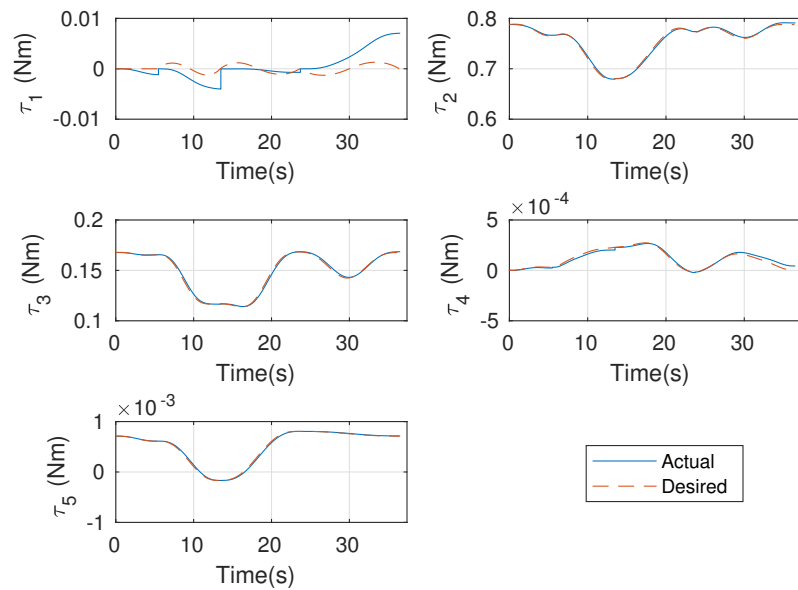 0.01
0
-0.01
τ1 (Nm)
0 10 20 30
Time(s)
0.8
0.7
0.6
τ2 (Nm)
0 10 20 30
Time(s)
0.2
0.15
0.1
τ3 (Nm)
0 10 20 30
Time(s)
× 10-4
5
0
-5
τ4 (Nm)
0 10 20 30
Time(s)
× 10-3
1
0
-1
τ5 (Nm)
0 10 20 30
Time(s)
Actual
Desired